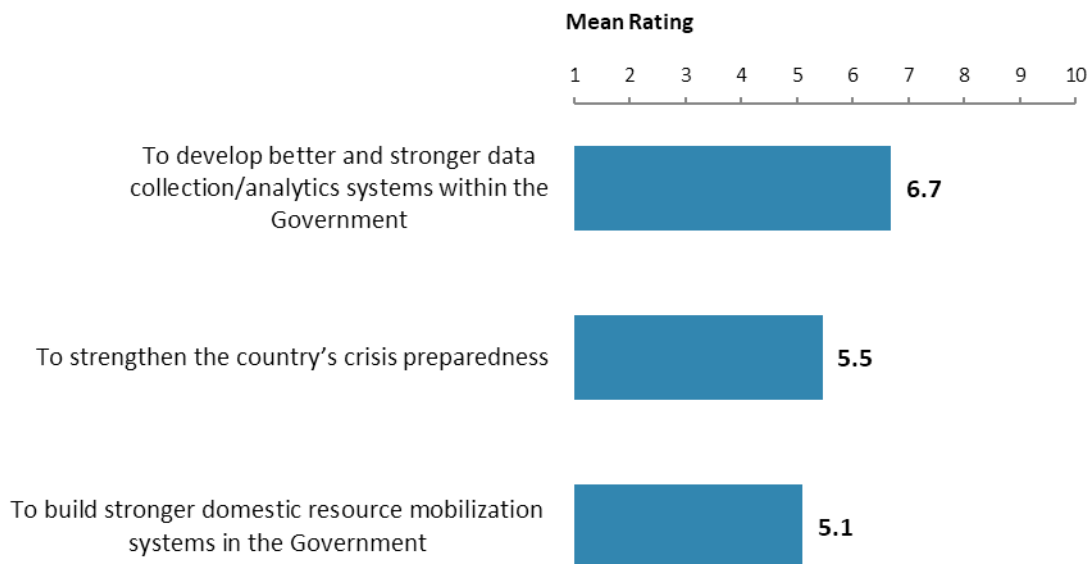 Mean Rating
1 2 3 4 5 6 7 8 9 10
To develop better and stronger data
collection/analytics systems within the
Government
6.7
To strengthen the country’s crisis preparedness
5.5
To build stronger domestic resource mobilization
systems in the Government
5.1